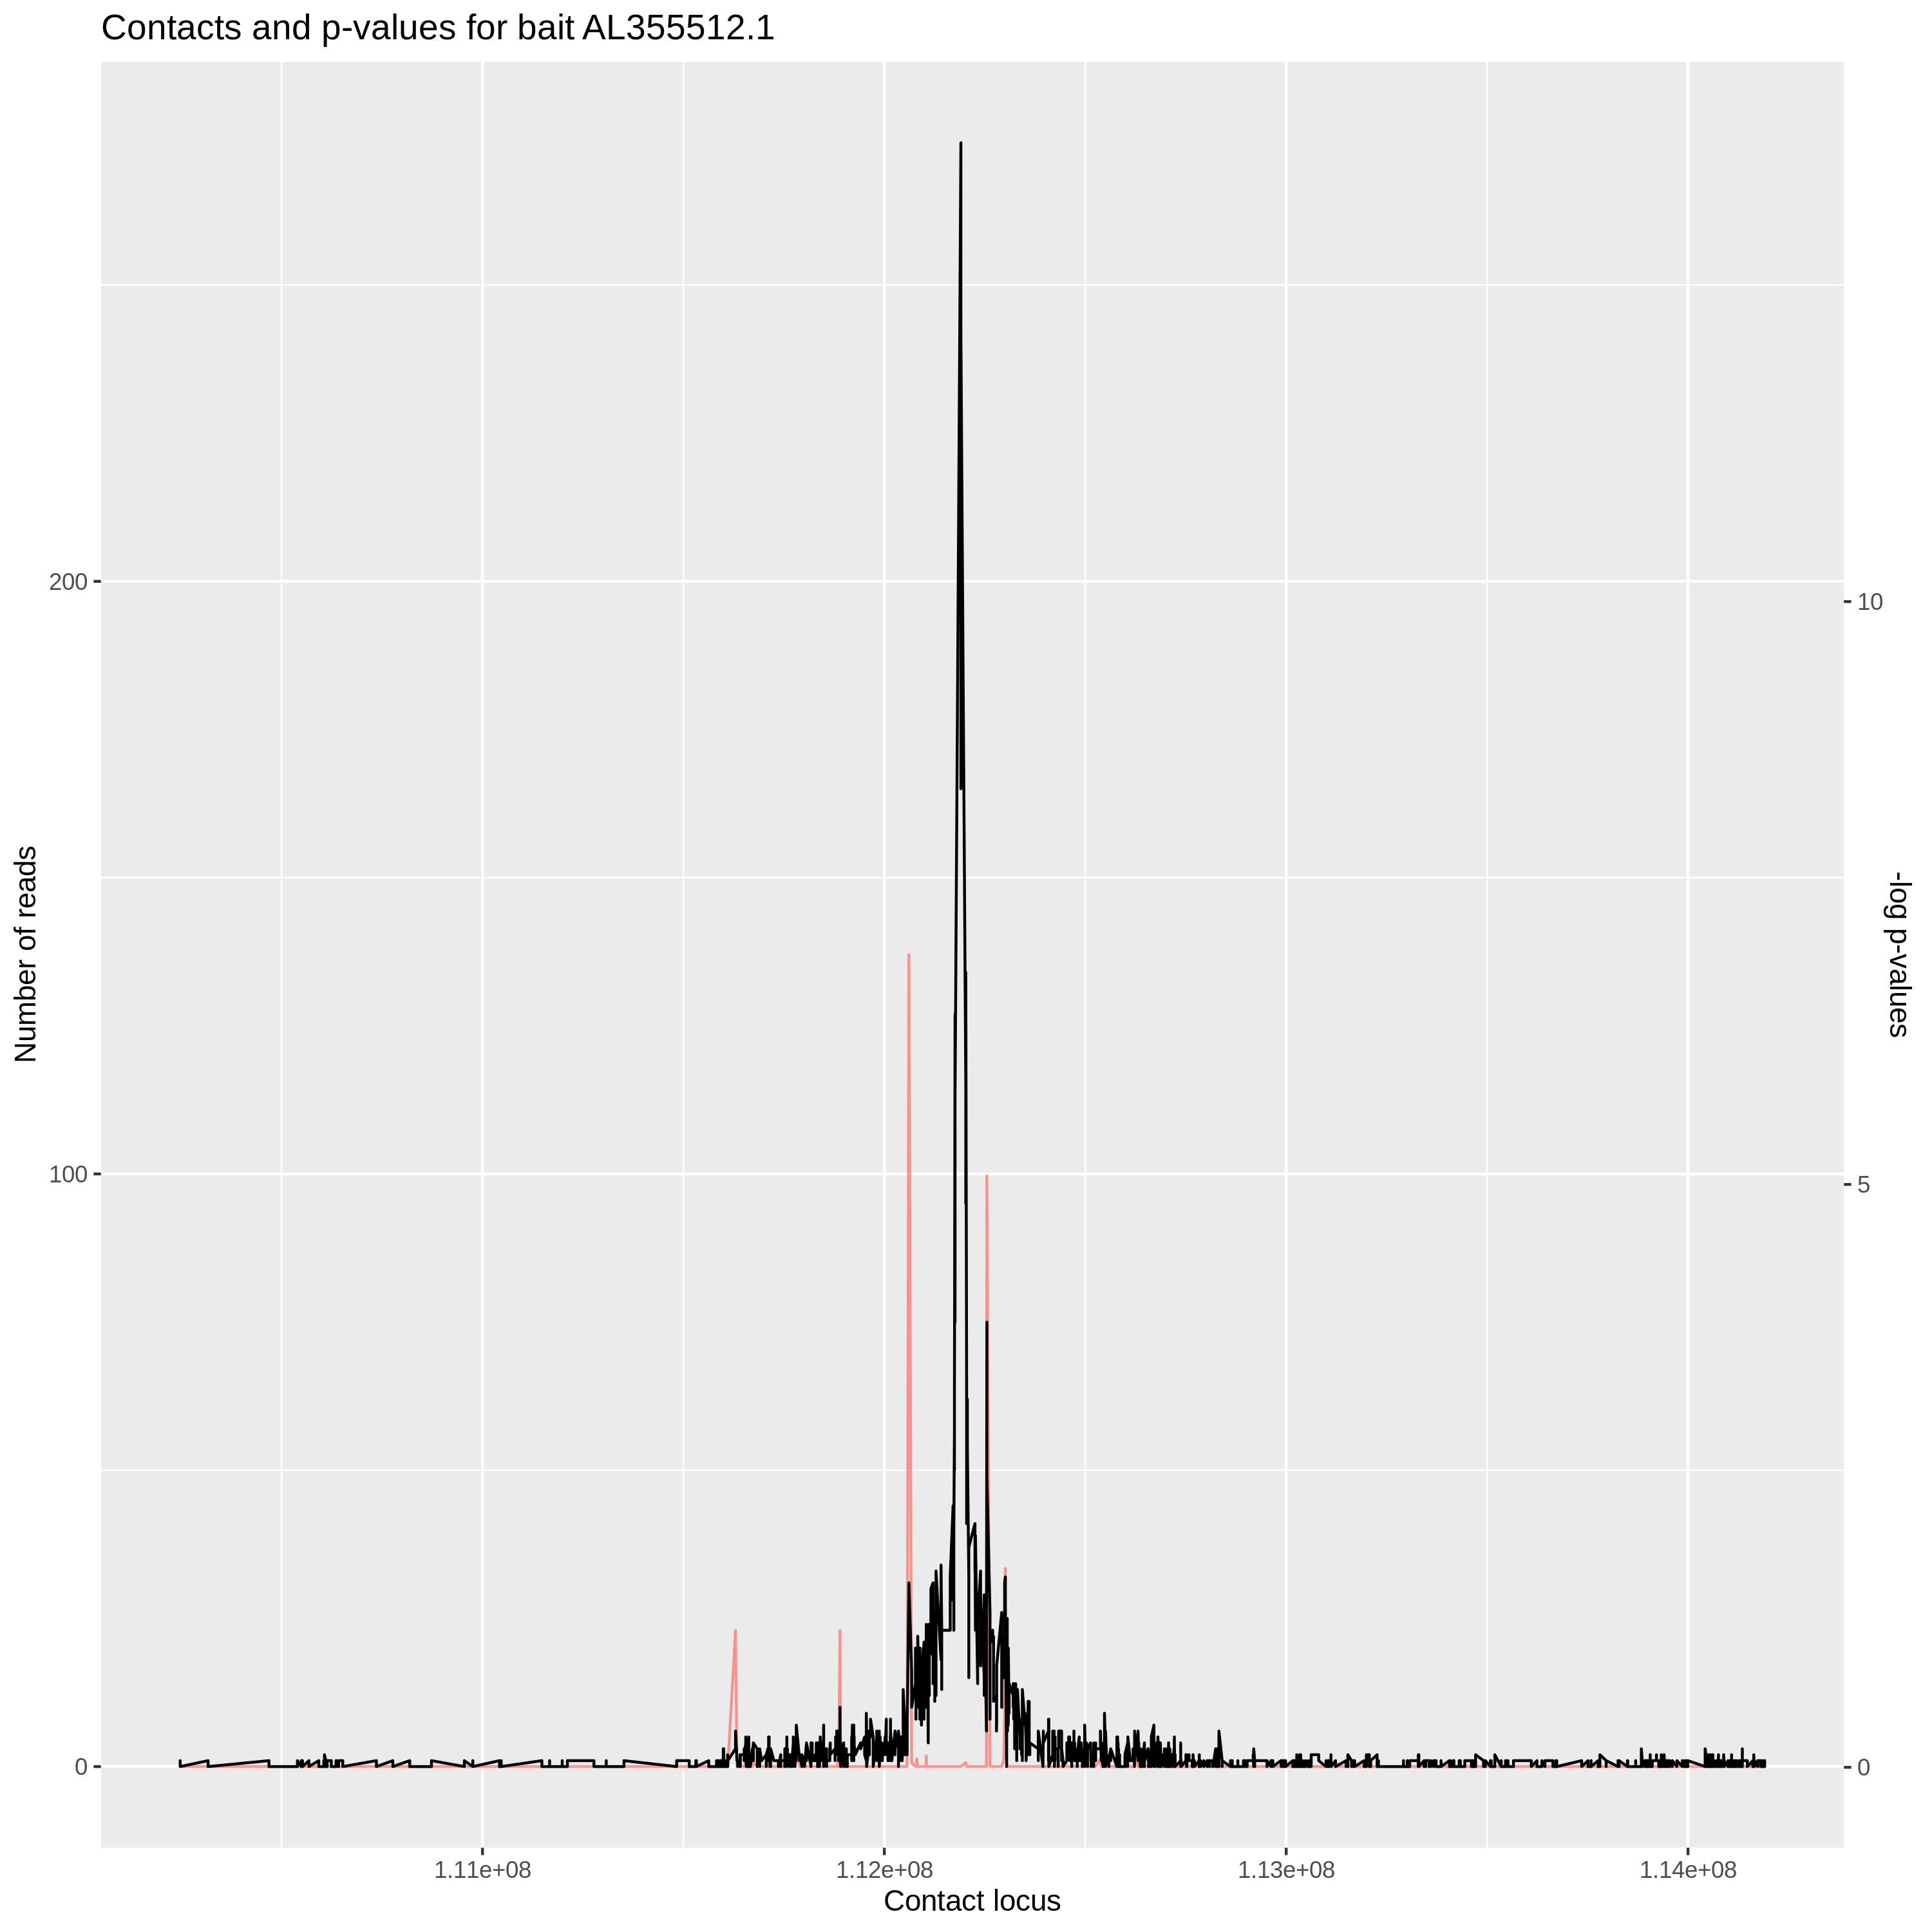 Contacts and p-values for bait AL355512.1
Number of reads
200
100
0
10
5
0
-log p-values
1.11e+08 1.12e+08 1.13e+08 1.14e+08
Contact locus